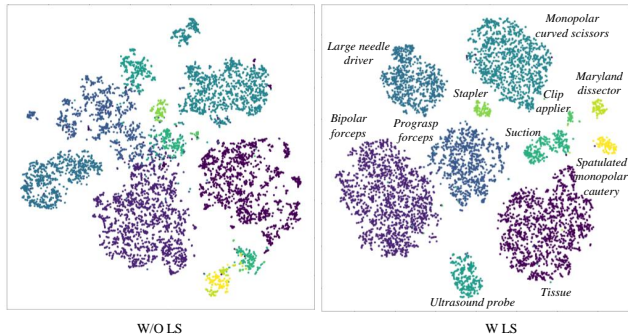 Monopolar
curved scissors
Large needle
driver
Maryland
dissector
Stapler
Clip
applier
Bipolar
forceps
Prograsp
forceps
Suction
Spatulated
monopolar
cautery
Tissue
Ultrasound probe
W/O LS
W LS